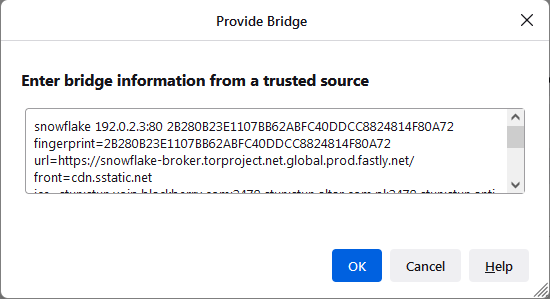 Provide Bridge
Enter bridge information from a trusted source
snowflake 192.0.2.3:80 2B280B23E1107BB62ABFC40DDCC8824814F80A72
fingerprint=2B280B23E1107BB62ABFC40DDCC8824814F80A72
url=https://snowflake-broker.torproject.net.global.prod.fastly.net/
front=cdn.sstatic.net
OK
Cancel
Help